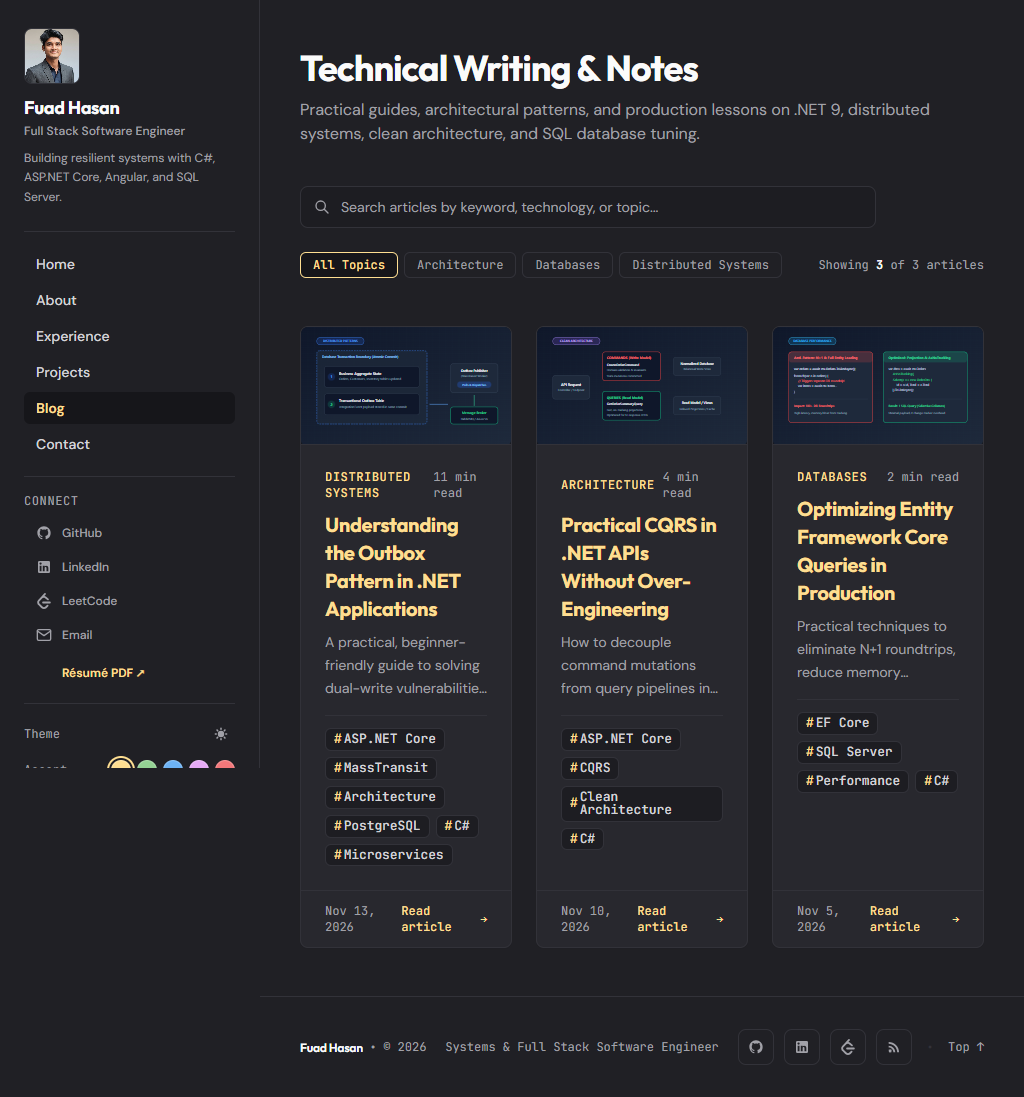 Fuad Hasan
Full Stack Software Engineer
Building resilient systems with C#,
ASP.NET Core, Angular, and SQL
Server.
Home
About
Experience
Projects
Blog
Contact
CONNECT
GitHub
LinkedIn
LeetCode
Email
Résumé PDF ↗
Theme
Technical Writing & Notes
Practical guides, architectural patterns, and production lessons on .NET 9, distributed
systems, clean architecture, and SQL database tuning.
Search articles by keyword, technology, or topic...
All Topics
Architecture
Databases
Distributed Systems
Showing 3 of 3 articles
DISTRIBUTED
SYSTEMS
11 min
read
Understanding
the Outbox
Pattern in .NET
Applications
A practical, beginner-
friendly guide to solving
dual-write vulnerabilitie...
#ASP.NET Core
#MassTransit
#Architecture
#PostgreSQL #C#
#Microservices
Nov 13,
2026
Read
article →
ARCHITECTURE
4 min
read
Practical CQRS in
.NET APIs
Without Over-
Engineering
How to decouple
command mutations
from query pipelines in...
#ASP.NET Core
#CQRS
#Clean
Architecture
#C#
Nov 10,
2026
Read
article →
DATABASES 2 min read
Optimizing Entity
Framework Core
Queries in
Production
Practical techniques to
eliminate N+1 roundtrips,
reduce memory...
#EF Core
#SQL Server
#Performance #C#
Nov 5,
2026
Read
article →
Fuad Hasan • © 2026 Systems & Full Stack Software Engineer
Top ↑